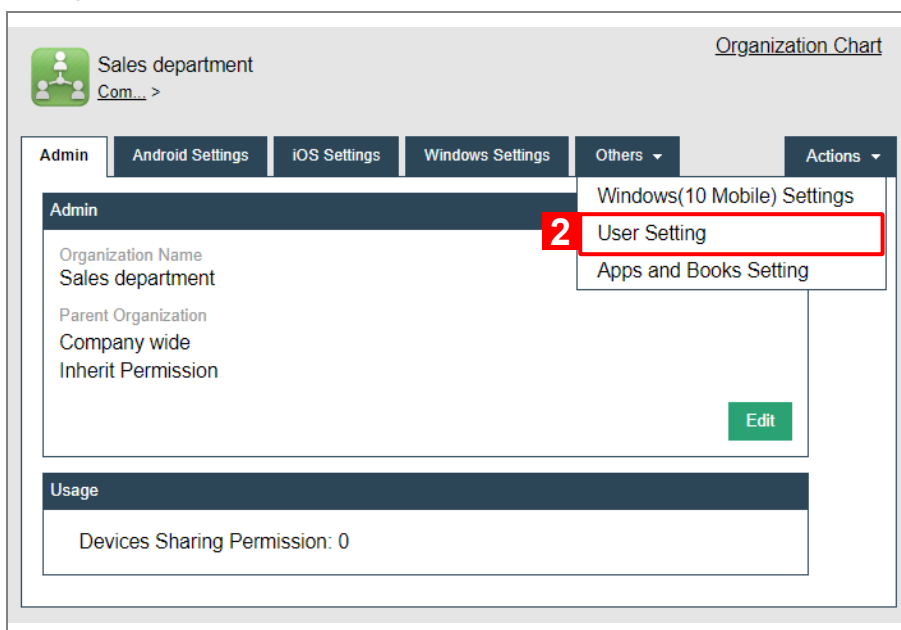 Organization Chart
Sales department
Com... >
Admin
Android Settings
iOS Settings
Windows Settings
Others
Actions
Windows(10 Mobile) Settings
2
User Setting
Apps and Books Setting
Admin
Organization Name
Sales department
Parent Organization
Company wide
Inherit Permission
Edit
Usage
Devices Sharing Permission: 0